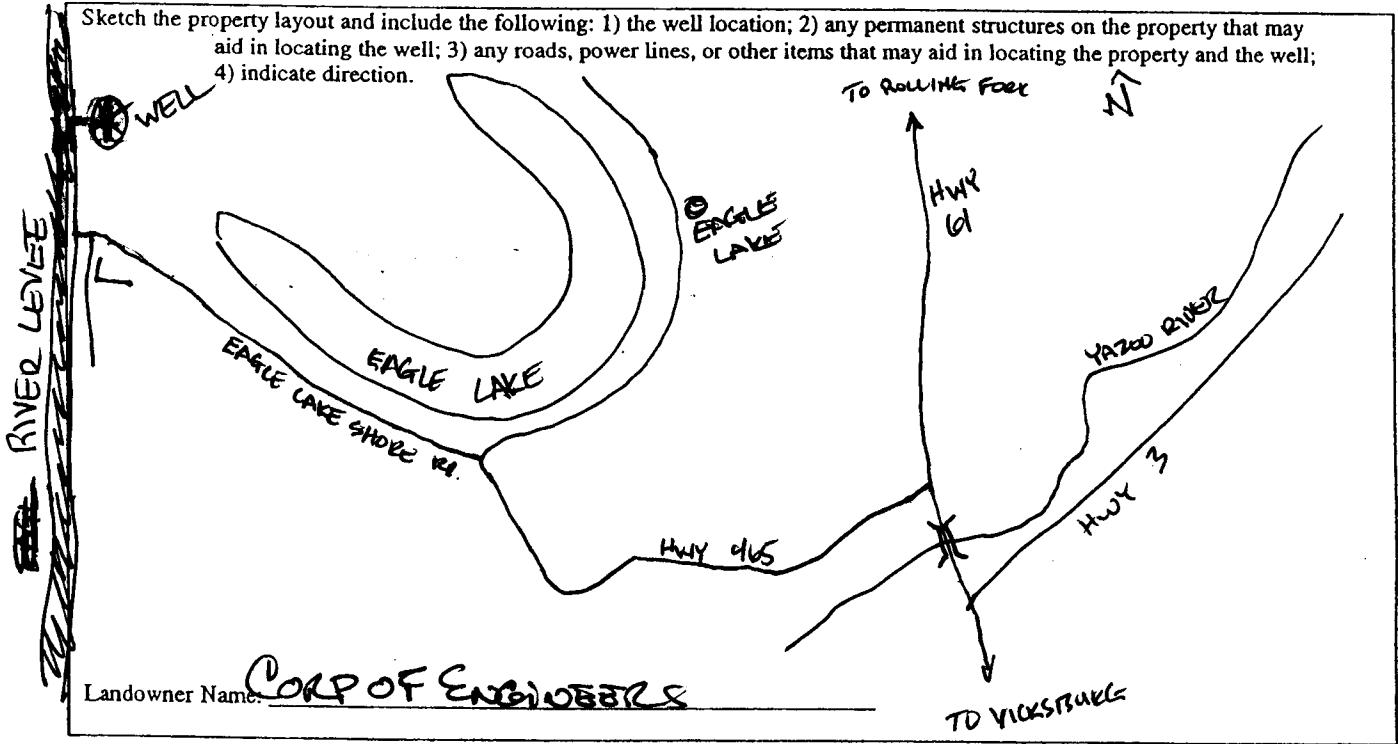 Sketch the property layout and include the following: 1) the well location; 2) any permanent structures on the property that may
aid in locating the well; 3) any roads, power lines, or other items that may aid in locating the property and the well;
4) indicate direction.
TO ROLLING FORK
N
WELL
HWY
61
EAGLE
LAKE
RIVER LEVEE
YAZOO RIVER
EAGLE LAKE
EAGLE LAKE SHORE RD.
HWY 3
HWY 465
Landowner Name: CORP OF ENGINEERS
TO VICKSBURG